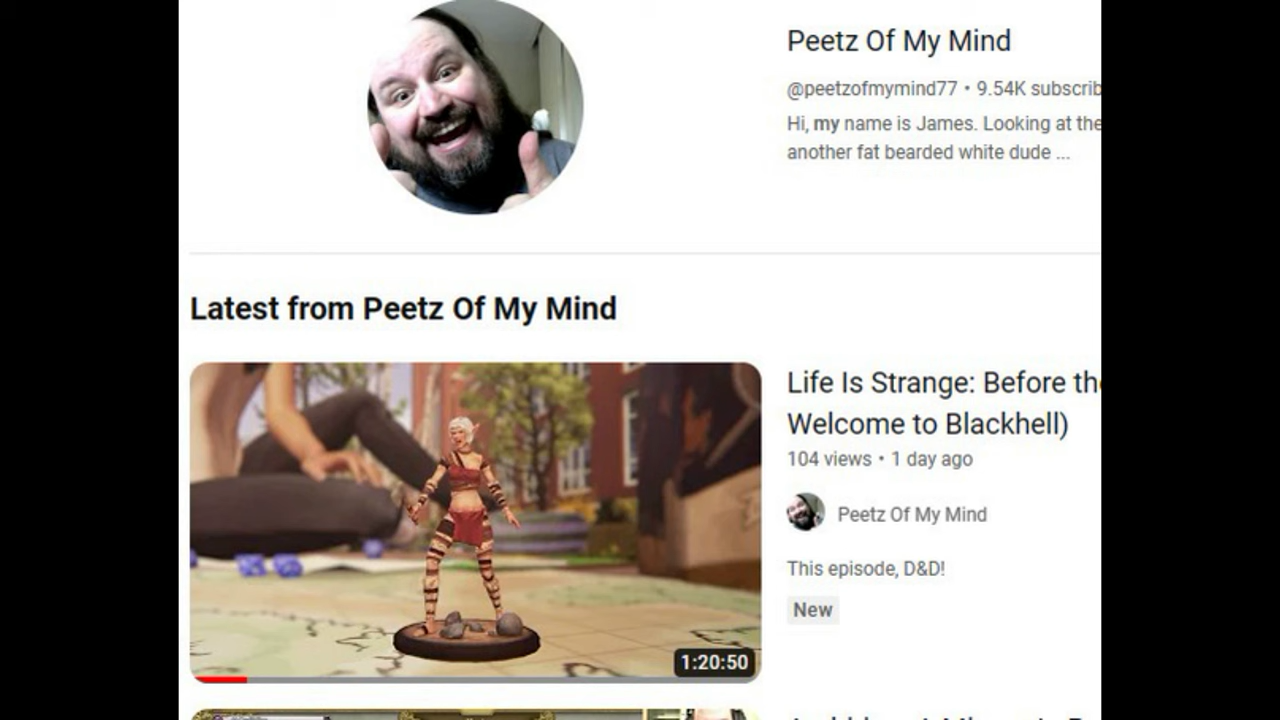 Peetz Of My Mind
@peetzofmymind77 • 9.54K subscrib
Hi, my name is James. Looking at the
another fat bearded white dude ...
Latest from Peetz Of My Mind
Life Is Strange: Before the
Welcome to Blackhell)
104 views • 1 day ago
Peetz Of My Mind
This episode, D&D!
New
1:20:50